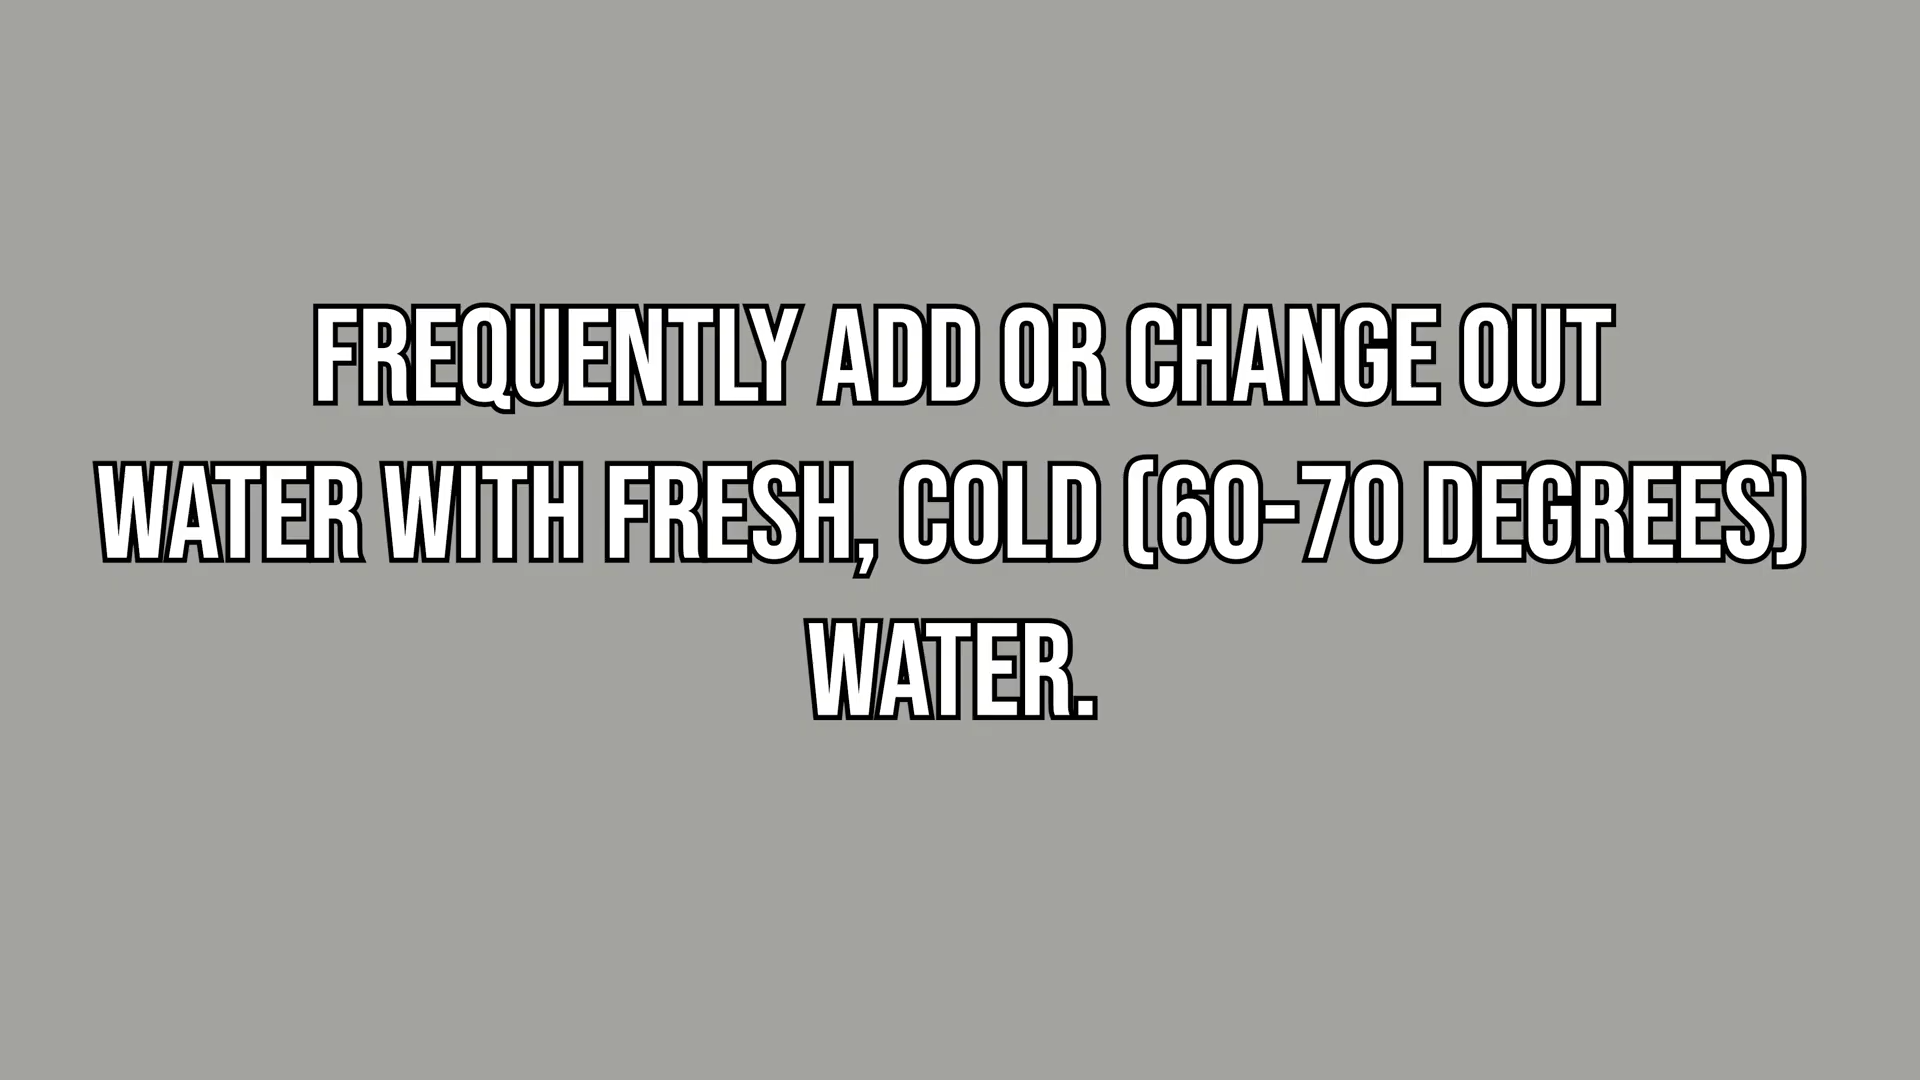 FREQUENTLY ADD OR CHANGE OUT
WATER WITH FRESH, COLD (60-70 DEGREES)
WATER.